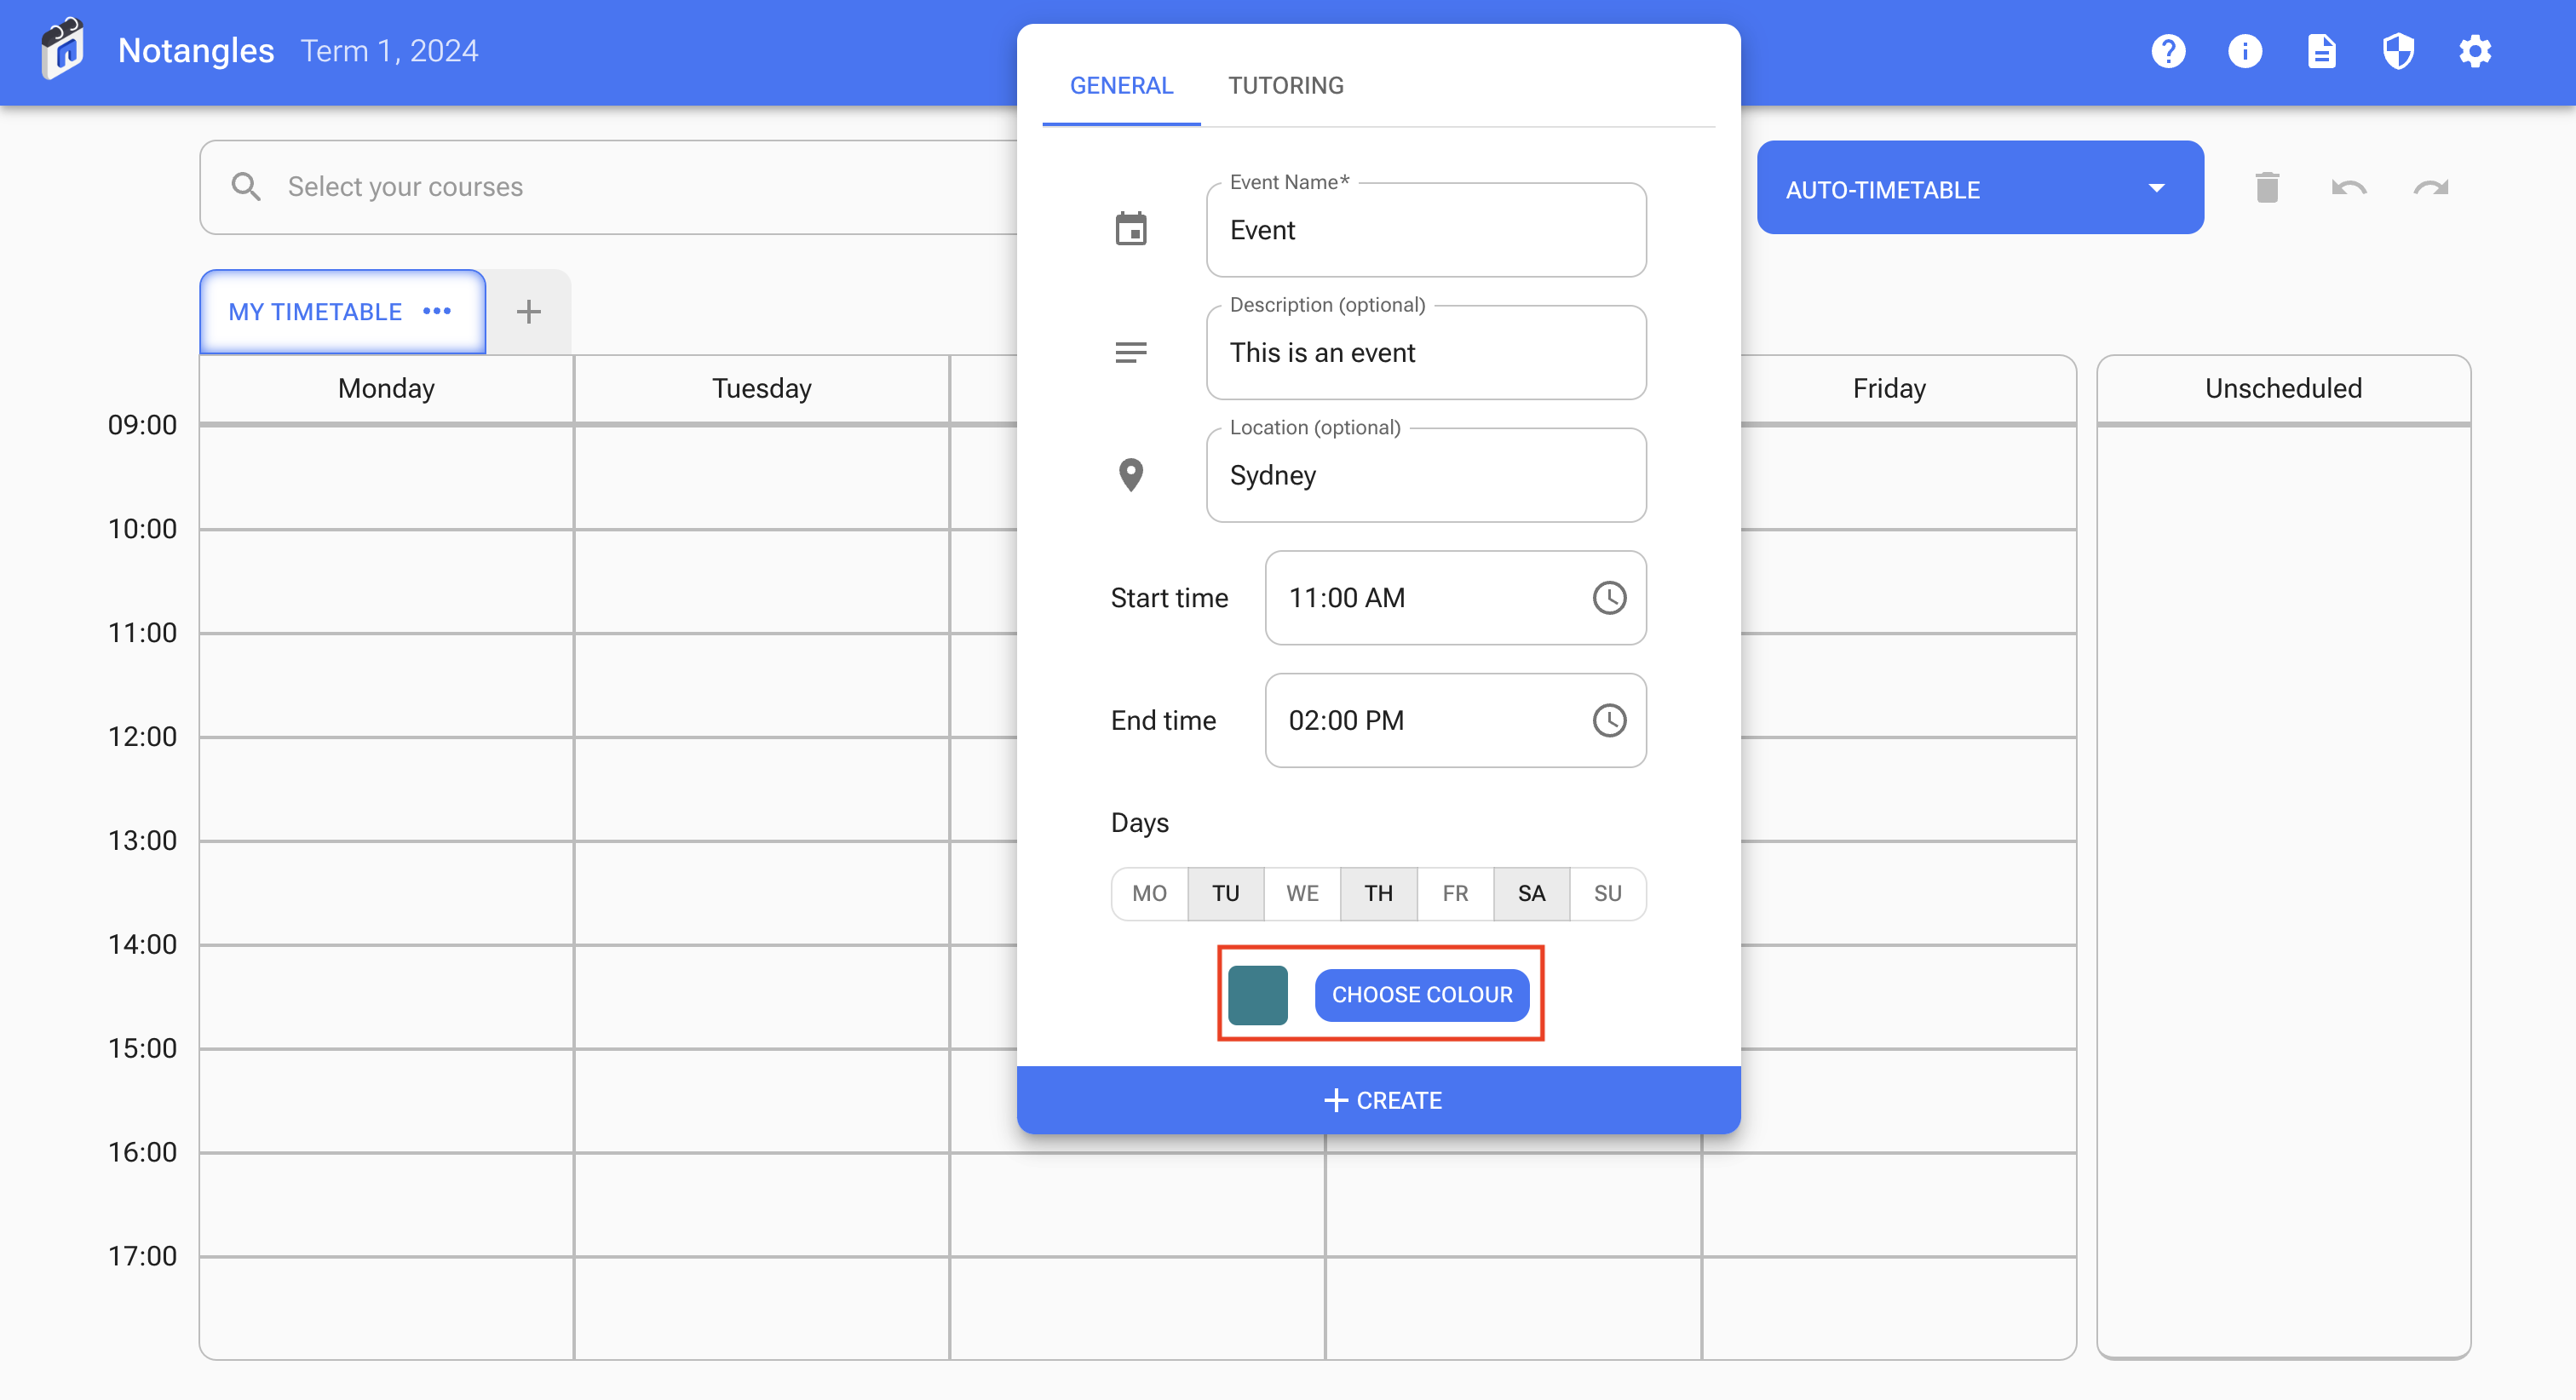 Notangles Term 1, 2024
GENERAL TUTORING
Select your courses
AUTO-TIMETABLE
MY TIMETABLE
Event Name*
Event
Description (optional)
This is an event
Location (optional)
Sydney
Start time 11:00 AM
End time 02:00 PM
Days
MO TU WE TH FR SA SU
CHOOSE COLOUR
CREATE
Monday Tuesday Friday Unscheduled
09:00
10:00
11:00
12:00
13:00
14:00
15:00
16:00
17:00